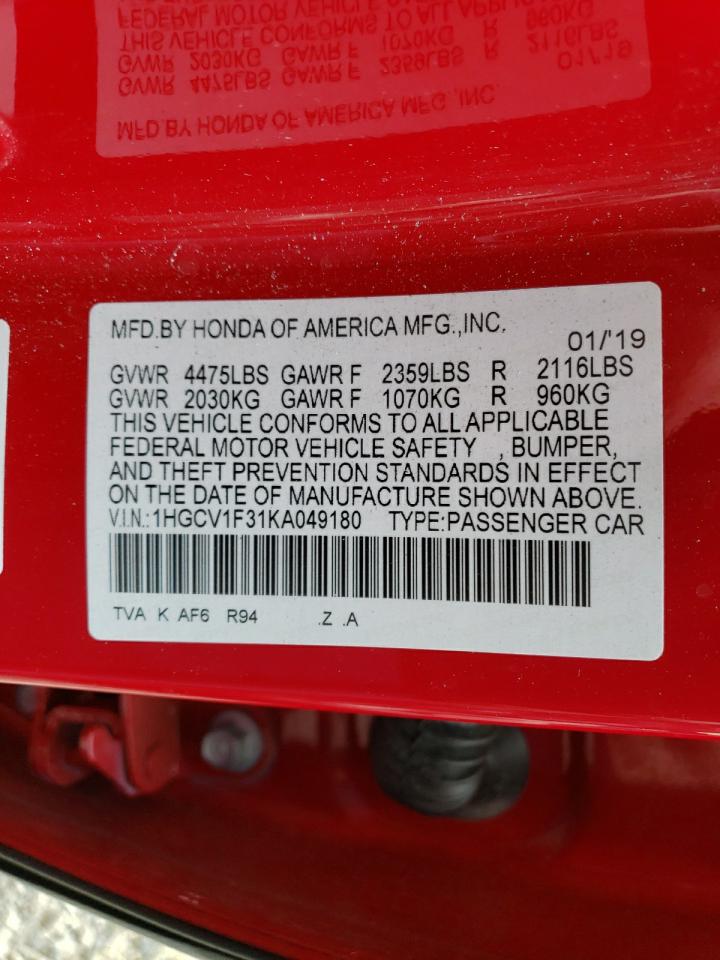 MFD.BY HONDA OF AMERICA MFG.,INC.
01/'19
GVWR 4475LBS GAWR F 2359LBS R 2116LBS
GVWR 2030KG GAWR F 1070KG R 960KG
THIS VEHICLE CONFORMS TO ALL APPLICABLE
FEDERAL MOTOR VEHICLE SAFETY , BUMPER,
AND THEFT PREVENTION STANDARDS IN EFFECT
ON THE DATE OF MANUFACTURE SHOWN ABOVE.
V.I.N.:1HGCV1F31KA049180 TYPE:PASSENGER CAR
TVA K AF6 R94 .Z .A